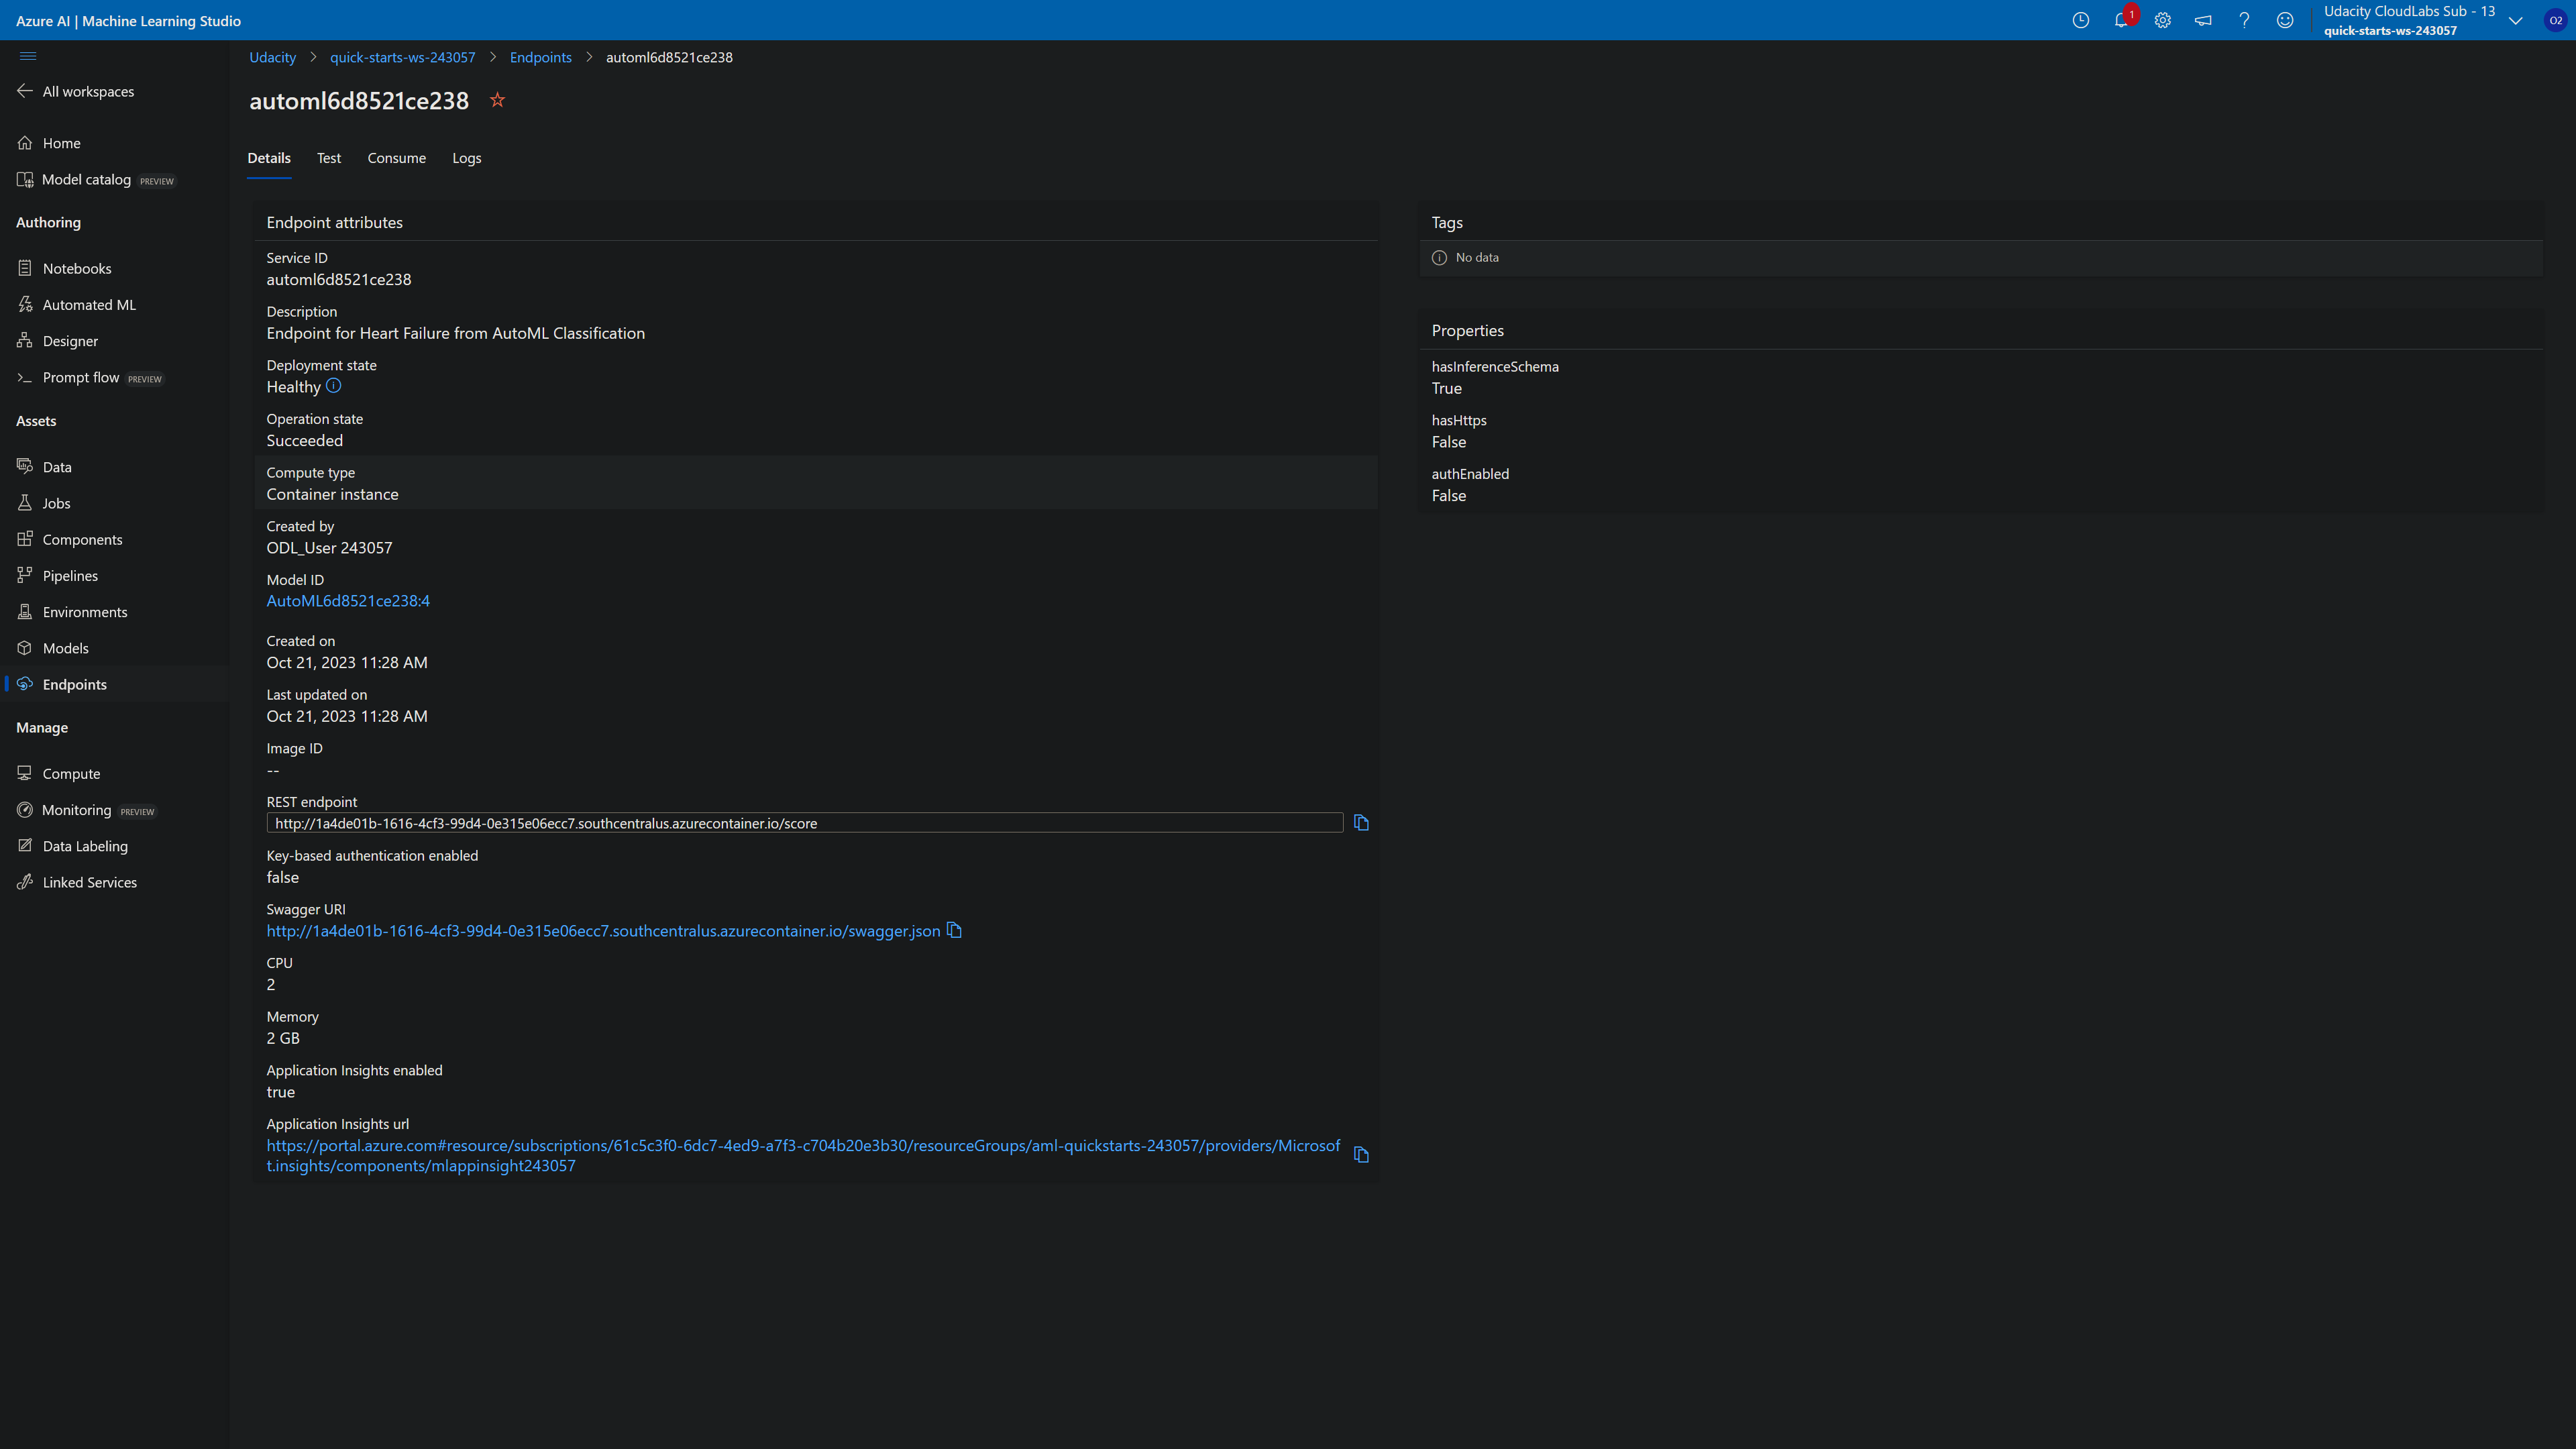 Azure AI | Machine Learning Studio
1
Udacity CloudLabs Sub - 13
quick-starts-ws-243057
O2
All workspaces
Home
Model catalog PREVIEW
Authoring
Notebooks
Automated ML
Designer
Prompt flow PREVIEW
Assets
Data
Jobs
Components
Pipelines
Environments
Models
Endpoints
Manage
Compute
Monitoring PREVIEW
Data Labeling
Linked Services
Udacity > quick-starts-ws-243057 > Endpoints > automl6d8521ce238
automl6d8521ce238
Details Test Consume Logs
Endpoint attributes
Service ID
automl6d8521ce238
Description
Endpoint for Heart Failure from AutoML Classification
Deployment state
Healthy
Operation state
Succeeded
Compute type
Container instance
Created by
ODL_User 243057
Model ID
AutoML6d8521ce238:4
Created on
Oct 21, 2023 11:28 AM
Last updated on
Oct 21, 2023 11:28 AM
Image ID
--
REST endpoint
http://1a4de01b-1616-4cf3-99d4-0e315e06ecc7.southcentralus.azurecontainer.io/score
Key-based authentication enabled
false
Swagger URI
http://1a4de01b-1616-4cf3-99d4-0e315e06ecc7.southcentralus.azurecontainer.io/swagger.json
CPU
2
Memory
2 GB
Application Insights enabled
true
Application Insights url
https://portal.azure.com#resource/subscriptions/61c5c3f0-6dc7-4ed9-a7f3-c704b20e3b30/resourceGroups/aml-quickstarts-243057/providers/Microsof
t.insights/components/mlappinsight243057
Tags
No data
Properties
hasInferenceSchema
True
hasHttps
False
authEnabled
False